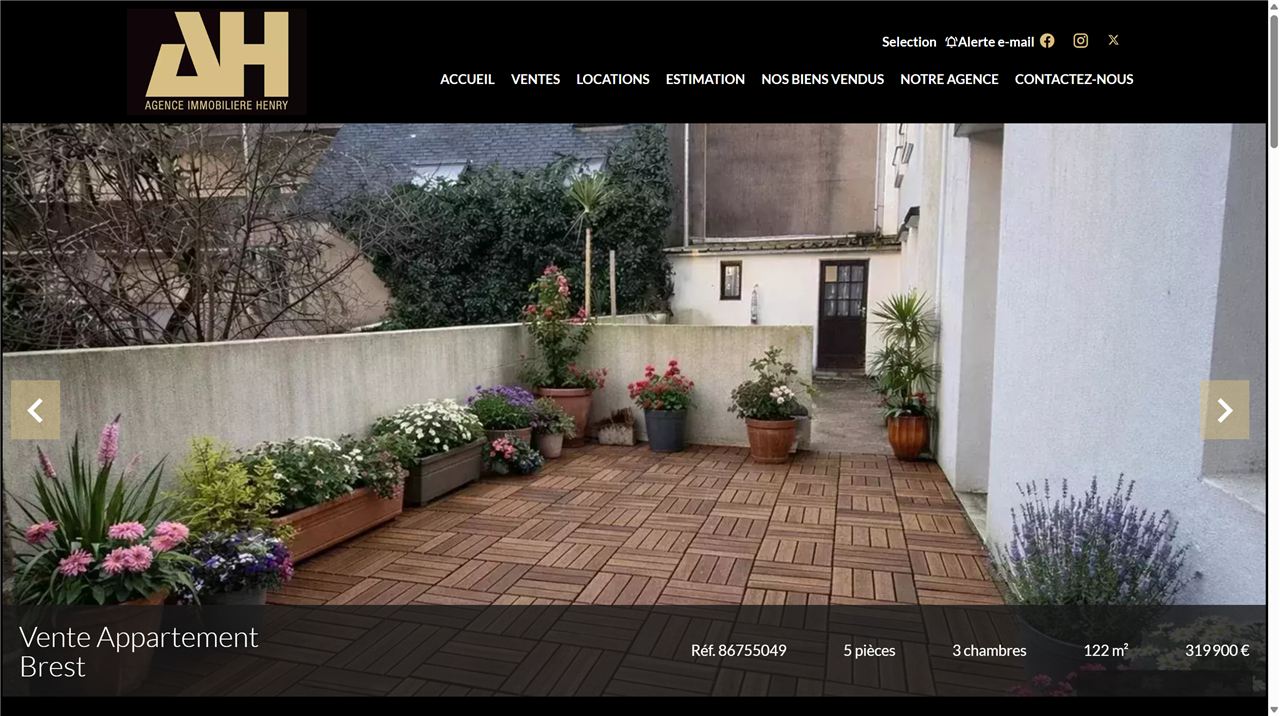 AH
AGENCE IMMOBILIERE HENRY
Selection Alerte e-mail
ACCUEIL VENTES LOCATIONS ESTIMATION NOS BIENS VENDUS NOTRE AGENCE CONTACTEZ-NOUS
Vente Appartement
Brest
Réf. 86755049 5 pièces 3 chambres 122 m² 319 900 €